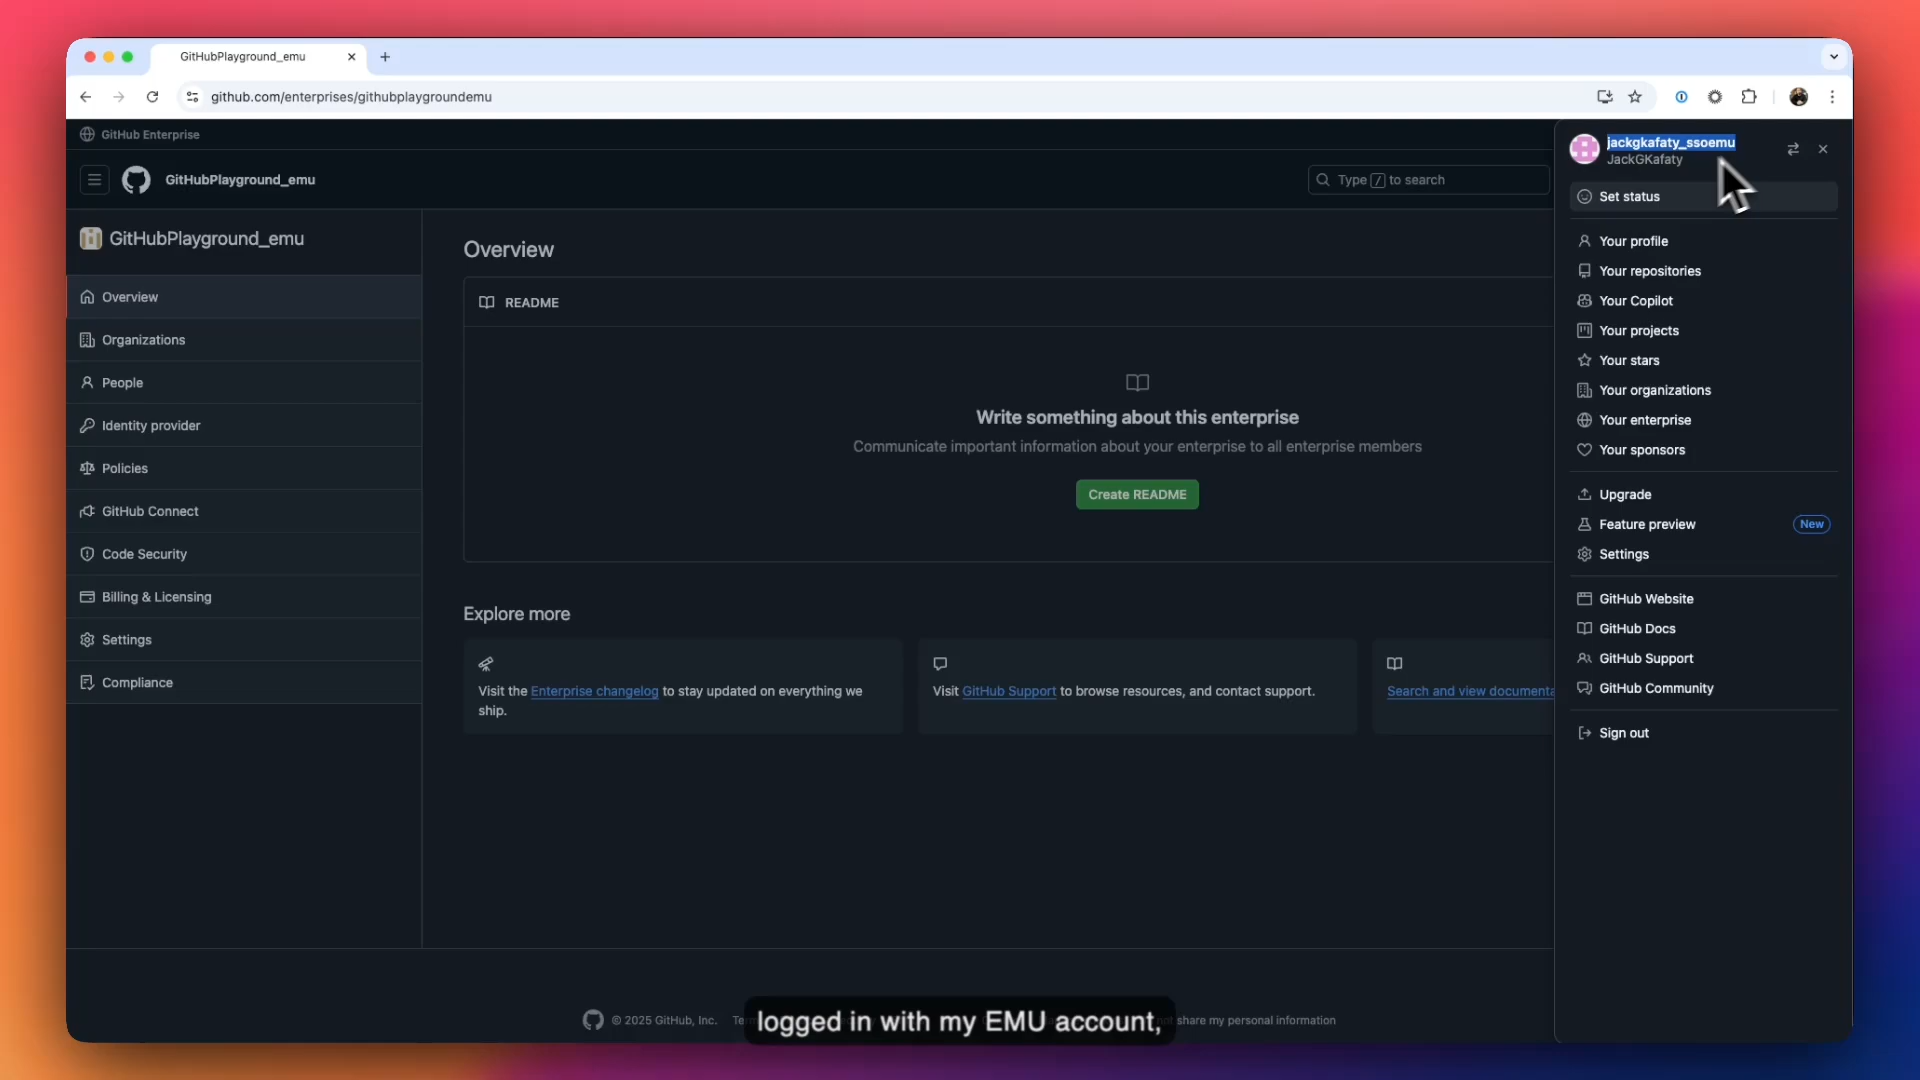 GitHubPlayground_emu
github.com/enterprises/githubplaygroundemu
GitHub Enterprise
GitHubPlayground_emu
Type / to search
jackgkafaty_ssoemu
JackGKafaty
Set status
Your profile
Your repositories
Your Copilot
Your projects
Your stars
Your organizations
Your enterprise
Your sponsors
Upgrade
Feature preview
New
Settings
GitHub Website
GitHub Docs
GitHub Support
GitHub Community
Sign out
GitHubPlayground_emu
Overview
Organizations
People
Identity provider
Policies
GitHub Connect
Code Security
Billing & Licensing
Settings
Compliance
Overview
README
Write something about this enterprise
Communicate important information about your enterprise to all enterprise members
Create README
Explore more
Visit the Enterprise changelog to stay updated on everything we
ship.
Visit GitHub Support to browse resources, and contact support.
Search and view
© 2025 GitHub, Inc.
share my personal information
logged in with my EMU account,